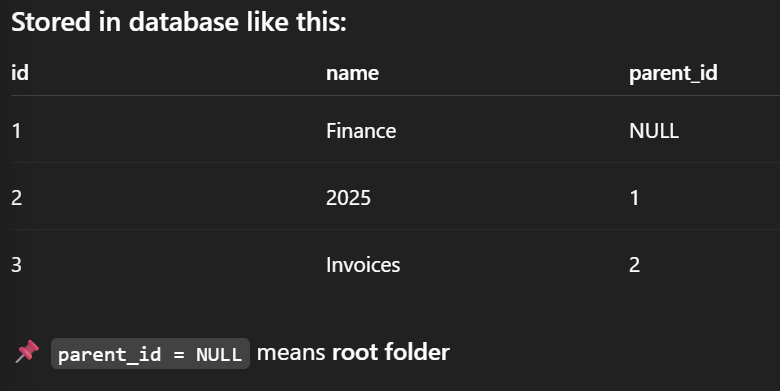 Stored in database like this:
id name parent_id
1 Finance NULL
2 2025 1
3 Invoices 2
📌 parent_id = NULL means root folder